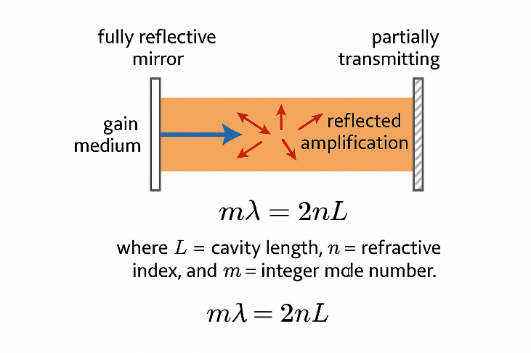 fully reflective
mirror
partially
transmitting
gain
medium
reflected
amplification
mλ = 2nL
where L = cavity length, n = refractive
index, and m = integer mode number.
mλ = 2nL